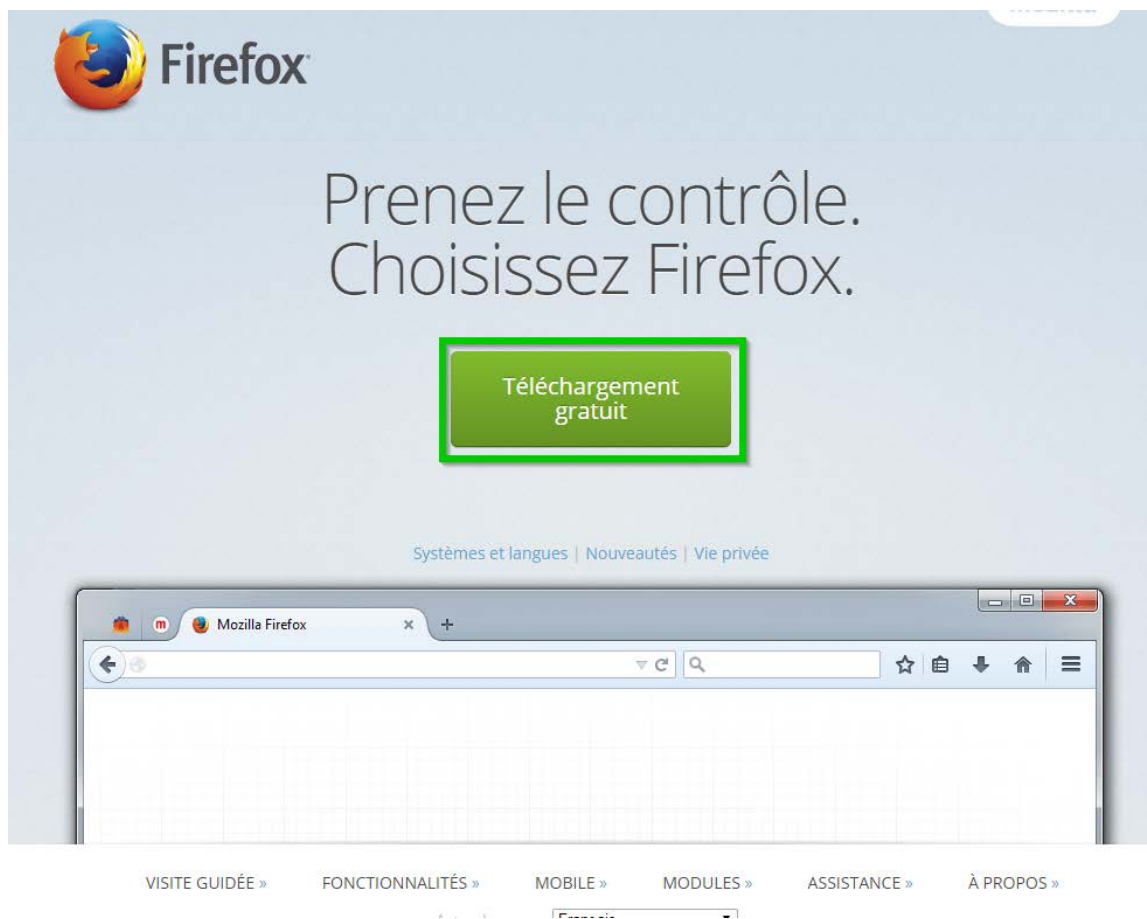 Firefox
Prenez le contrôle.
Choisissez Firefox.
Téléchargement
gratuit
Systèmes et langues | Nouveautés | Vie privée
m Mozilla Firefox
VISITE GUIDÉE » FONCTIONNALITÉS » MOBILE » MODULES » ASSISTANCE » À PROPOS »
Français